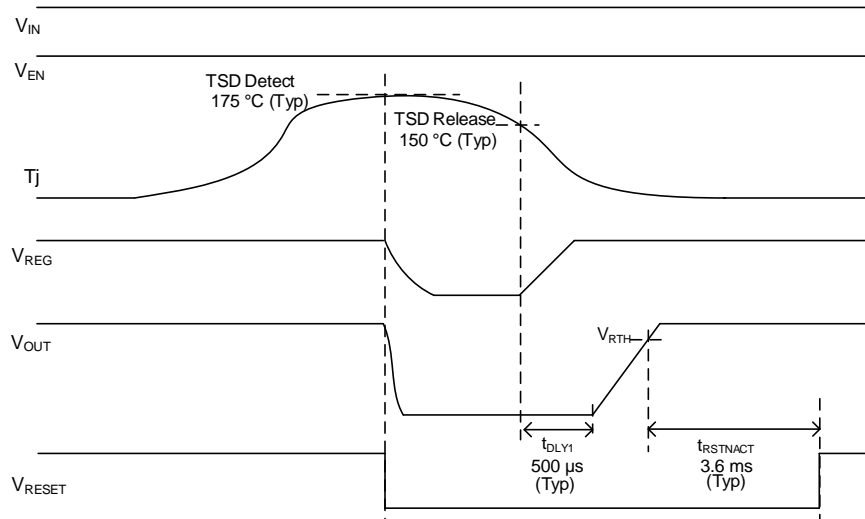 VIN
VEN
TSD Detect
175 °C (Typ)
TSD Release
150 °C (Typ)
Tj
VREG
VOUT
VRTH
tDLY1
500 µs
(Typ)
tRSTNACT
3.6 ms
(Typ)
VRESET